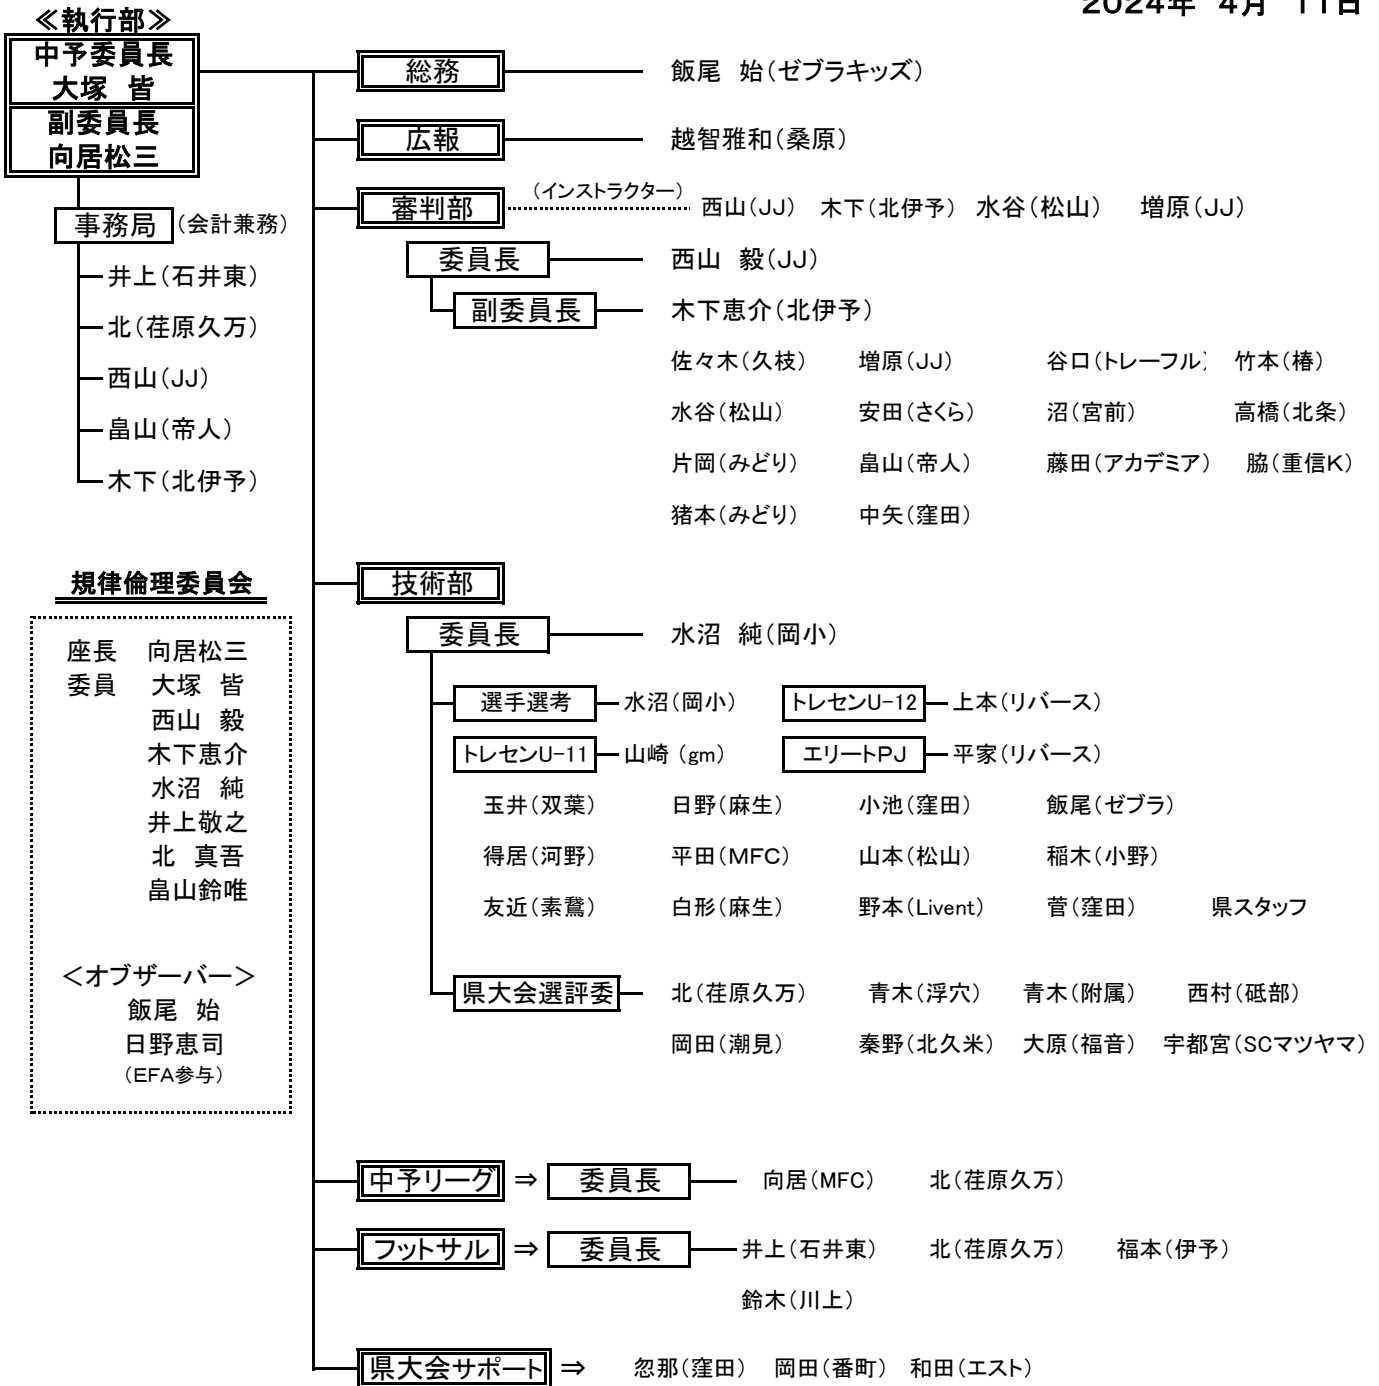 2024年 4月 11日
≪執行部≫
中予委員長
大塚 皆
副委員長
向居松三
事務局 (会計兼務)
井上(石井東)
北(荏原久万)
西山(JJ)
畠山(帝人)
木下(北伊予)
規律倫理委員会
座長 向居松三
委員 大塚 皆
西山 毅
木下恵介
水沼 純
井上敬之
北 真吾
畠山鈴唯
＜オブザーバー＞
飯尾 始
日野恵司
(EFA参与)
総務 飯尾 始(ゼブラキッズ)
広報 越智雅和(桑原)
審判部 (インストラクター) 西山(JJ) 木下(北伊予) 水谷(松山) 増原(JJ)
委員長 西山 毅(JJ)
副委員長 木下恵介(北伊予)
佐々木(久枝) 増原(JJ) 谷口(トレーフル) 竹本(椿)
水谷(松山) 安田(さくら) 沼(宮前) 高橋(北条)
片岡(みどり) 畠山(帝人) 藤田(アカデミア) 脇(重信K)
猪本(みどり) 中矢(窪田)
技術部
委員長 水沼 純(岡小)
選手選考 水沼(岡小) トレセンU-12 上本(リバース)
トレセンU-11 山崎(gm) エリートPJ 平家(リバース)
玉井(双葉) 日野(麻生) 小池(窪田) 飯尾(ゼブラ)
得居(河野) 平田(MFC) 山本(松山) 稲木(小野)
友近(素鵞) 白形(麻生) 野本(Livent) 菅(窪田) 県スタッフ
県大会選評委 北(荏原久万) 青木(浮穴) 青木(附属) 西村(砥部)
岡田(潮見) 秦野(北久米) 大原(福音) 宇都宮(SCマツヤマ)
中予リーグ ⇒ 委員長 向居(MFC) 北(荏原久万)
フットサル ⇒ 委員長 井上(石井東) 北(荏原久万) 福本(伊予)
鈴木(川上)
県大会サポート ⇒ 忽那(窪田) 岡田(番町) 和田(エスト)